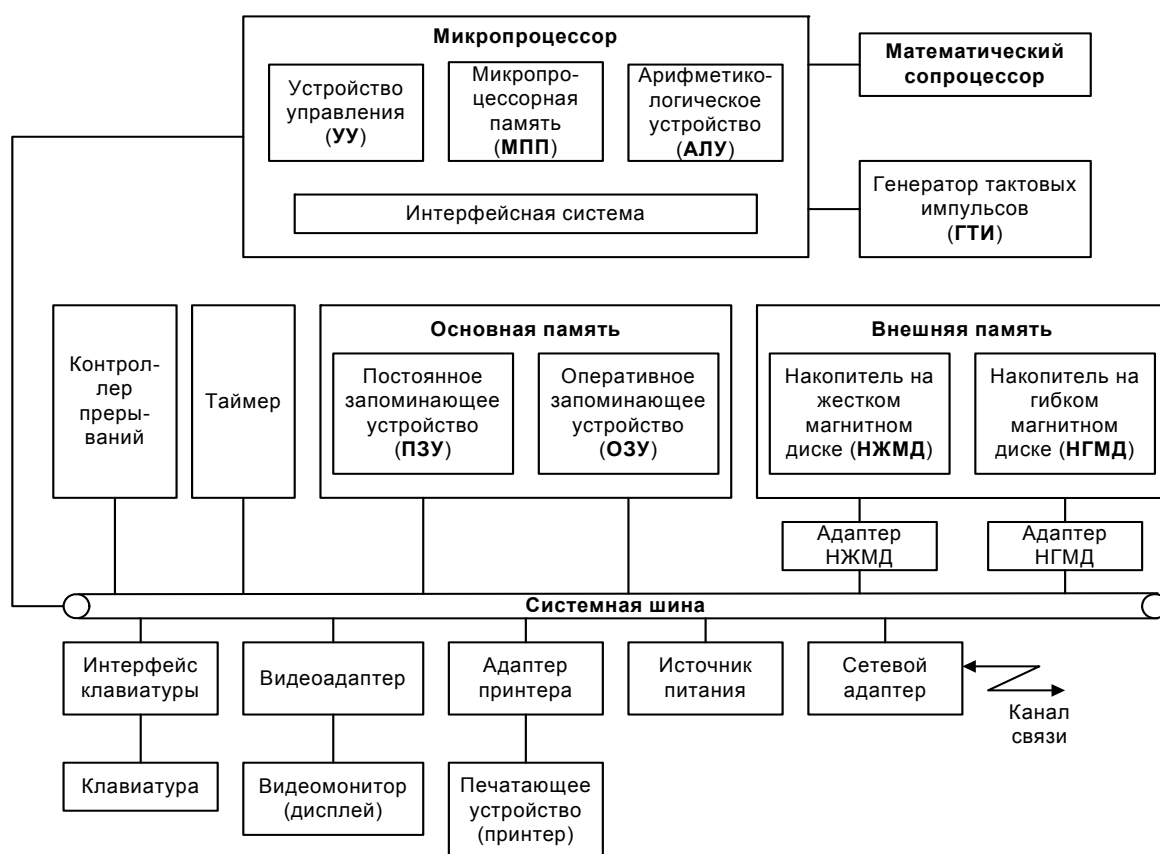 Микропроцессор
Устройство
управления
(УУ)
Микропро-
цессорная
память
(МПП)
Арифметико-
логическое
устройство
(АЛУ)
Интерфейсная система
Математический
сопроцессор
Генератор тактовых
импульсов
(ГТИ)
Контрол-
лер
преры-
ваний
Таймер
Основная память
Постоянное
запоминающее
устройство
(ПЗУ)
Оперативное
запоминающее
устройство
(ОЗУ)
Внешняя память
Накопитель на
жестком
магнитном
диске (НЖМД)
Накопитель на
гибком
магнитном
диске (НГМД)
Адаптер
НЖМД
Адаптер
НГМД
Системная шина
Интерфейс
клавиатуры
Видеоадаптер
Адаптер
принтера
Источник
питания
Сетевой
адаптер
Канал
связи
Клавиатура
Видеомонитор
(дисплей)
Печатающее
устройство
(принтер)